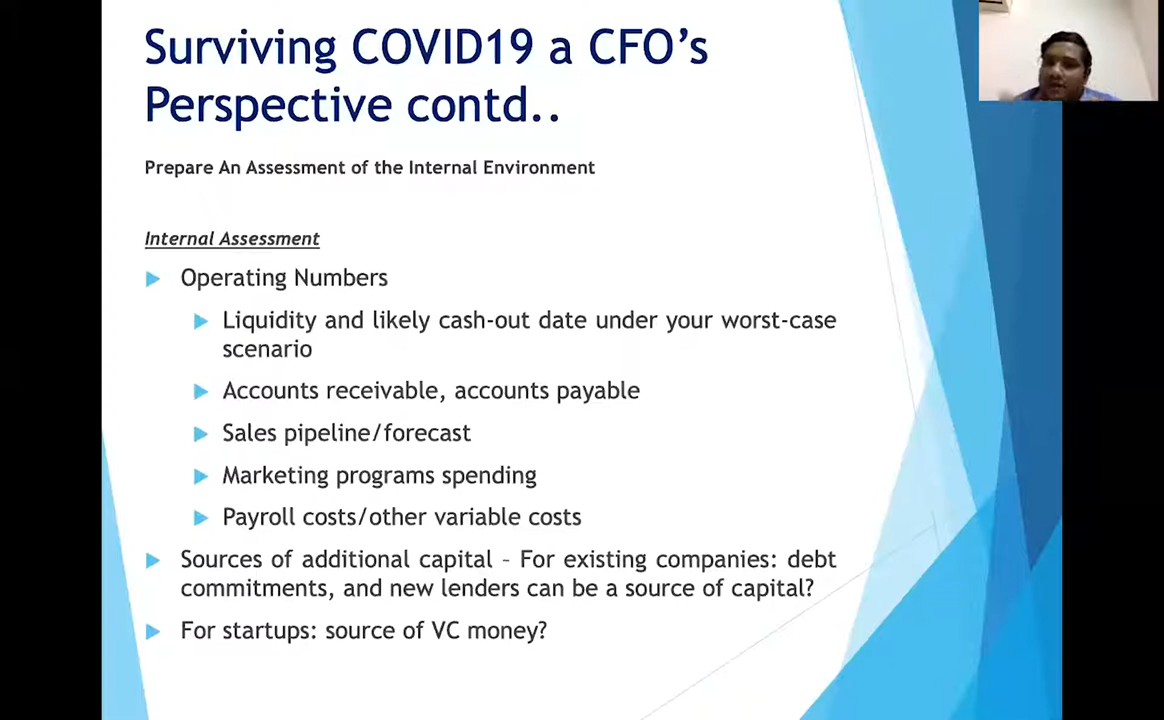 Surviving COVID19 a CFO’s
Perspective contd..
Prepare An Assessment of the Internal Environment
Internal Assessment
Operating Numbers
Liquidity and likely cash-out date under your worst-case
scenario
Accounts receivable, accounts payable
Sales pipeline/forecast
Marketing programs spending
Payroll costs/other variable costs
Sources of additional capital – For existing companies: debt
commitments, and new lenders can be a source of capital?
For startups: source of VC money?